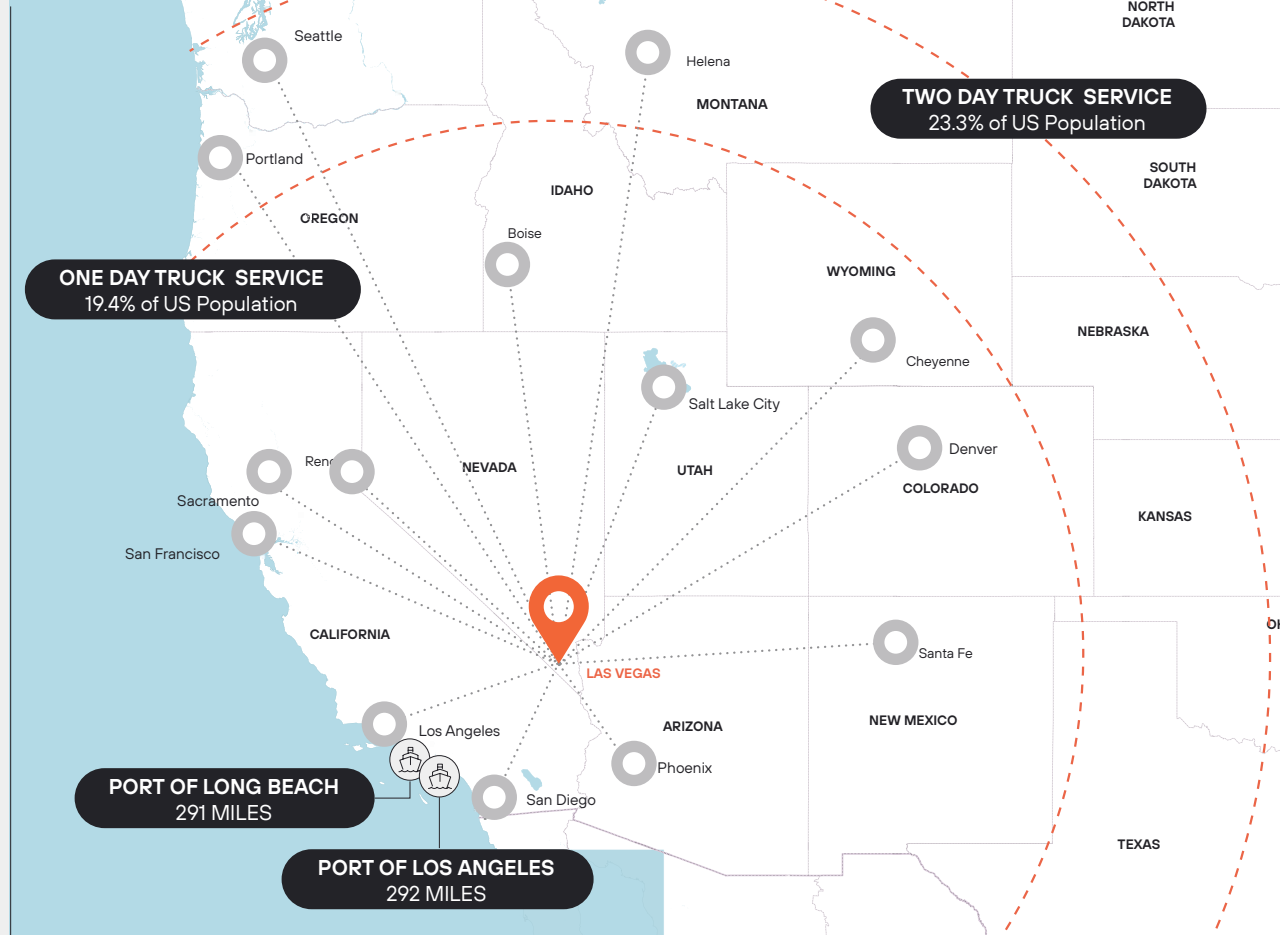 NORTH
DAKOTA
Seattle
Helena
MONTANA
TWO DAY TRUCK SERVICE
23.3% of US Population
Portland
SOUTH
DAKOTA
IDAHO
OREGON
Boise
WYOMING
ONE DAY TRUCK SERVICE
19.4% of US Population
NEBRASKA
Cheyenne
Salt Lake City
Denver
Reno
NEVADA
UTAH
COLORADO
Sacramento
KANSAS
San Francisco
CALIFORNIA
Santa Fe
LAS VEGAS
NEW MEXICO
ARIZONA
Los Angeles
Phoenix
PORT OF LONG BEACH
291 MILES
San Diego
TEXAS
PORT OF LOS ANGELES
292 MILES